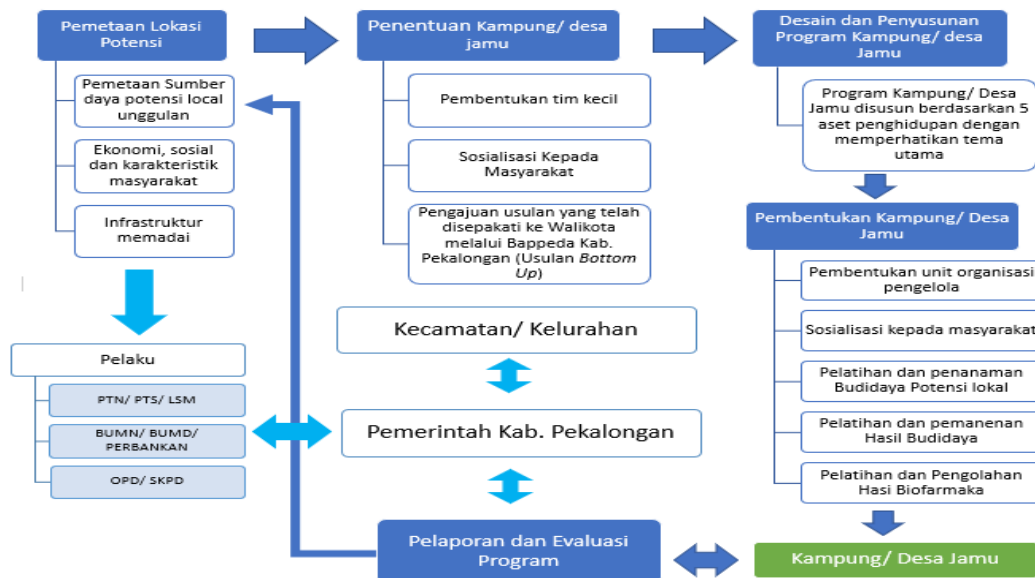 Pemetaan Lokasi
Potensi
Pemetaan Sumber
daya potensi local
unggulan
Ekonomi, sosial
dan karakteristik
masyarakat
Infrastruktur
memadai
Penentuan Kampung/ desa
jamu
Pembentukan tim kecil
Sosialisasi Kepada
Masyarakat
Pengajuan usulan yang telah
disepakati ke Walikota
melalui Bappeda Kab.
Pekalongan (Usulan Bottom
Up)
Desain dan Penyusunan
Program Kampung/ desa
Jamu
Program Kampung/ Desa
Jamu disusun berdasarkan 5
aset penghidupan dengan
memperhatikan tema
utama
Pembentukan Kampung/ Desa
Jamu
Pembentukan unit organisasi
pengelola
Sosialisasi kepada masyarakat
Pelatihan dan penanaman
Budidaya Potensi lokal
Pelatihan dan pemanenan
Hasil Budidaya
Pelatihan dan Pengolahan
Hasi Biofarmaka
Kecamatan/ Kelurahan
Pelaku
PTN/ PTS/ LSM
BUMN/ BUMD/
PERBANKAN
OPD/ SKPD
Pemerintah Kab. Pekalongan
Pelaporan dan Evaluasi
Program
Kampung/ Desa Jamu